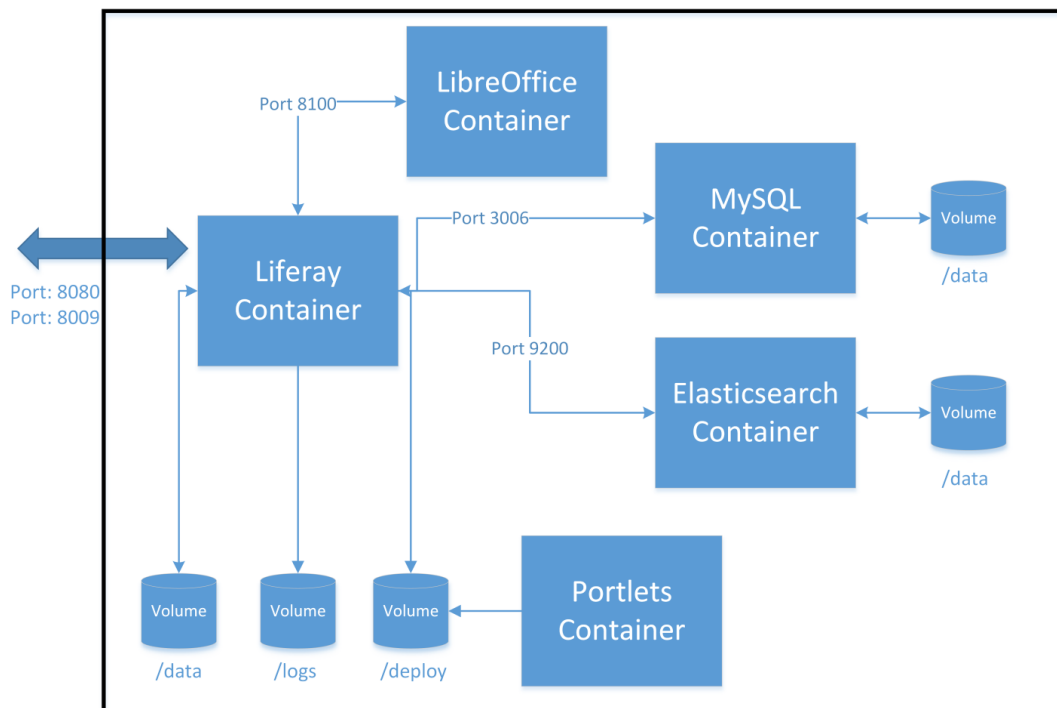 LibreOffice
Container
Port 8100
MySQL
Container
Volume
/data
Port 3006
Liferay
Container
Port: 8080
Port: 8009
Port 9200
Elasticsearch
Container
Volume
/data
Portlets
Container
Volume
/data
Volume
/logs
Volume
/deploy